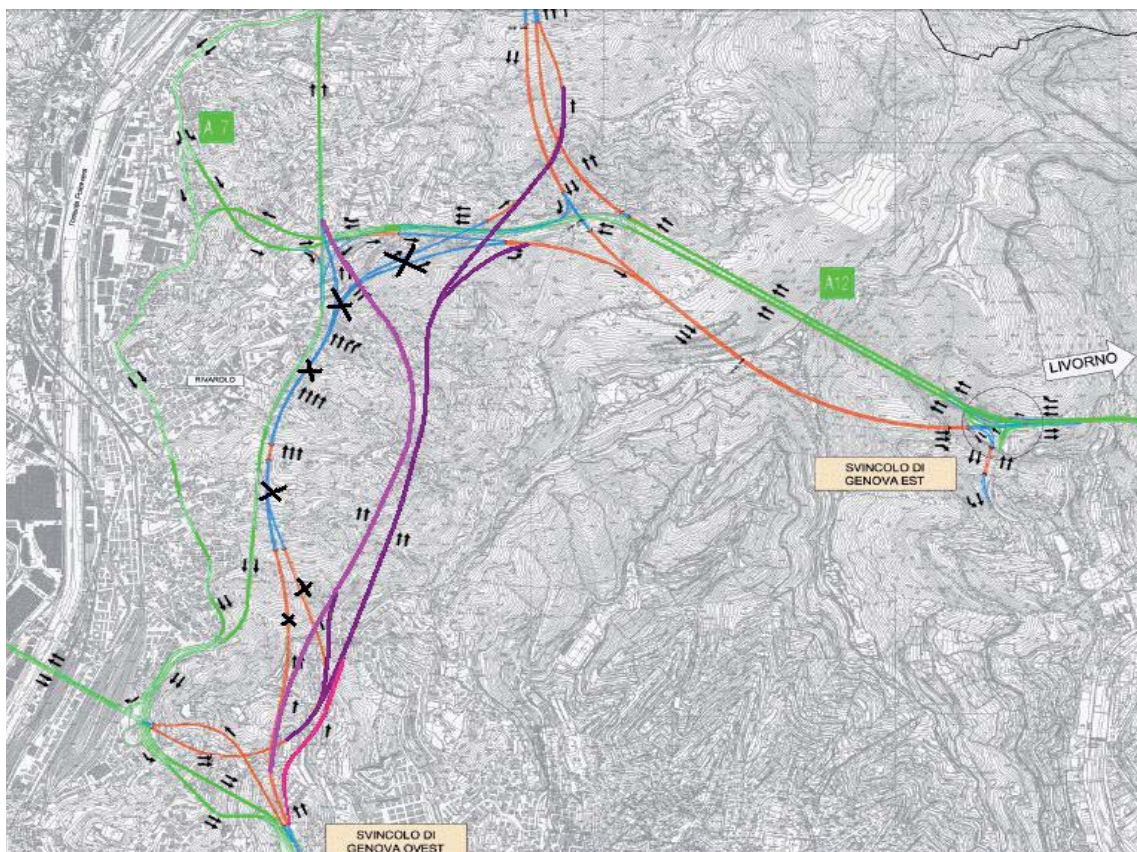 A 7
A12
LIVORNO
RIVAROLO
SVINCOLO DI
GENOVA EST
SVINCOLO DI
GENOVA OVEST